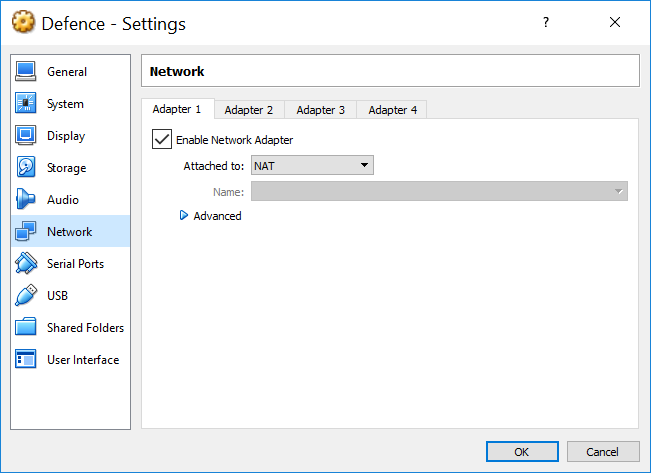 Defence - Settings
?
General
System
Display
Storage
Audio
Network
Serial Ports
USB
Shared Folders
User Interface
Network
Adapter 1 Adapter 2 Adapter 3 Adapter 4
Enable Network Adapter
Attached to: NAT
Name:
Advanced
OK Cancel